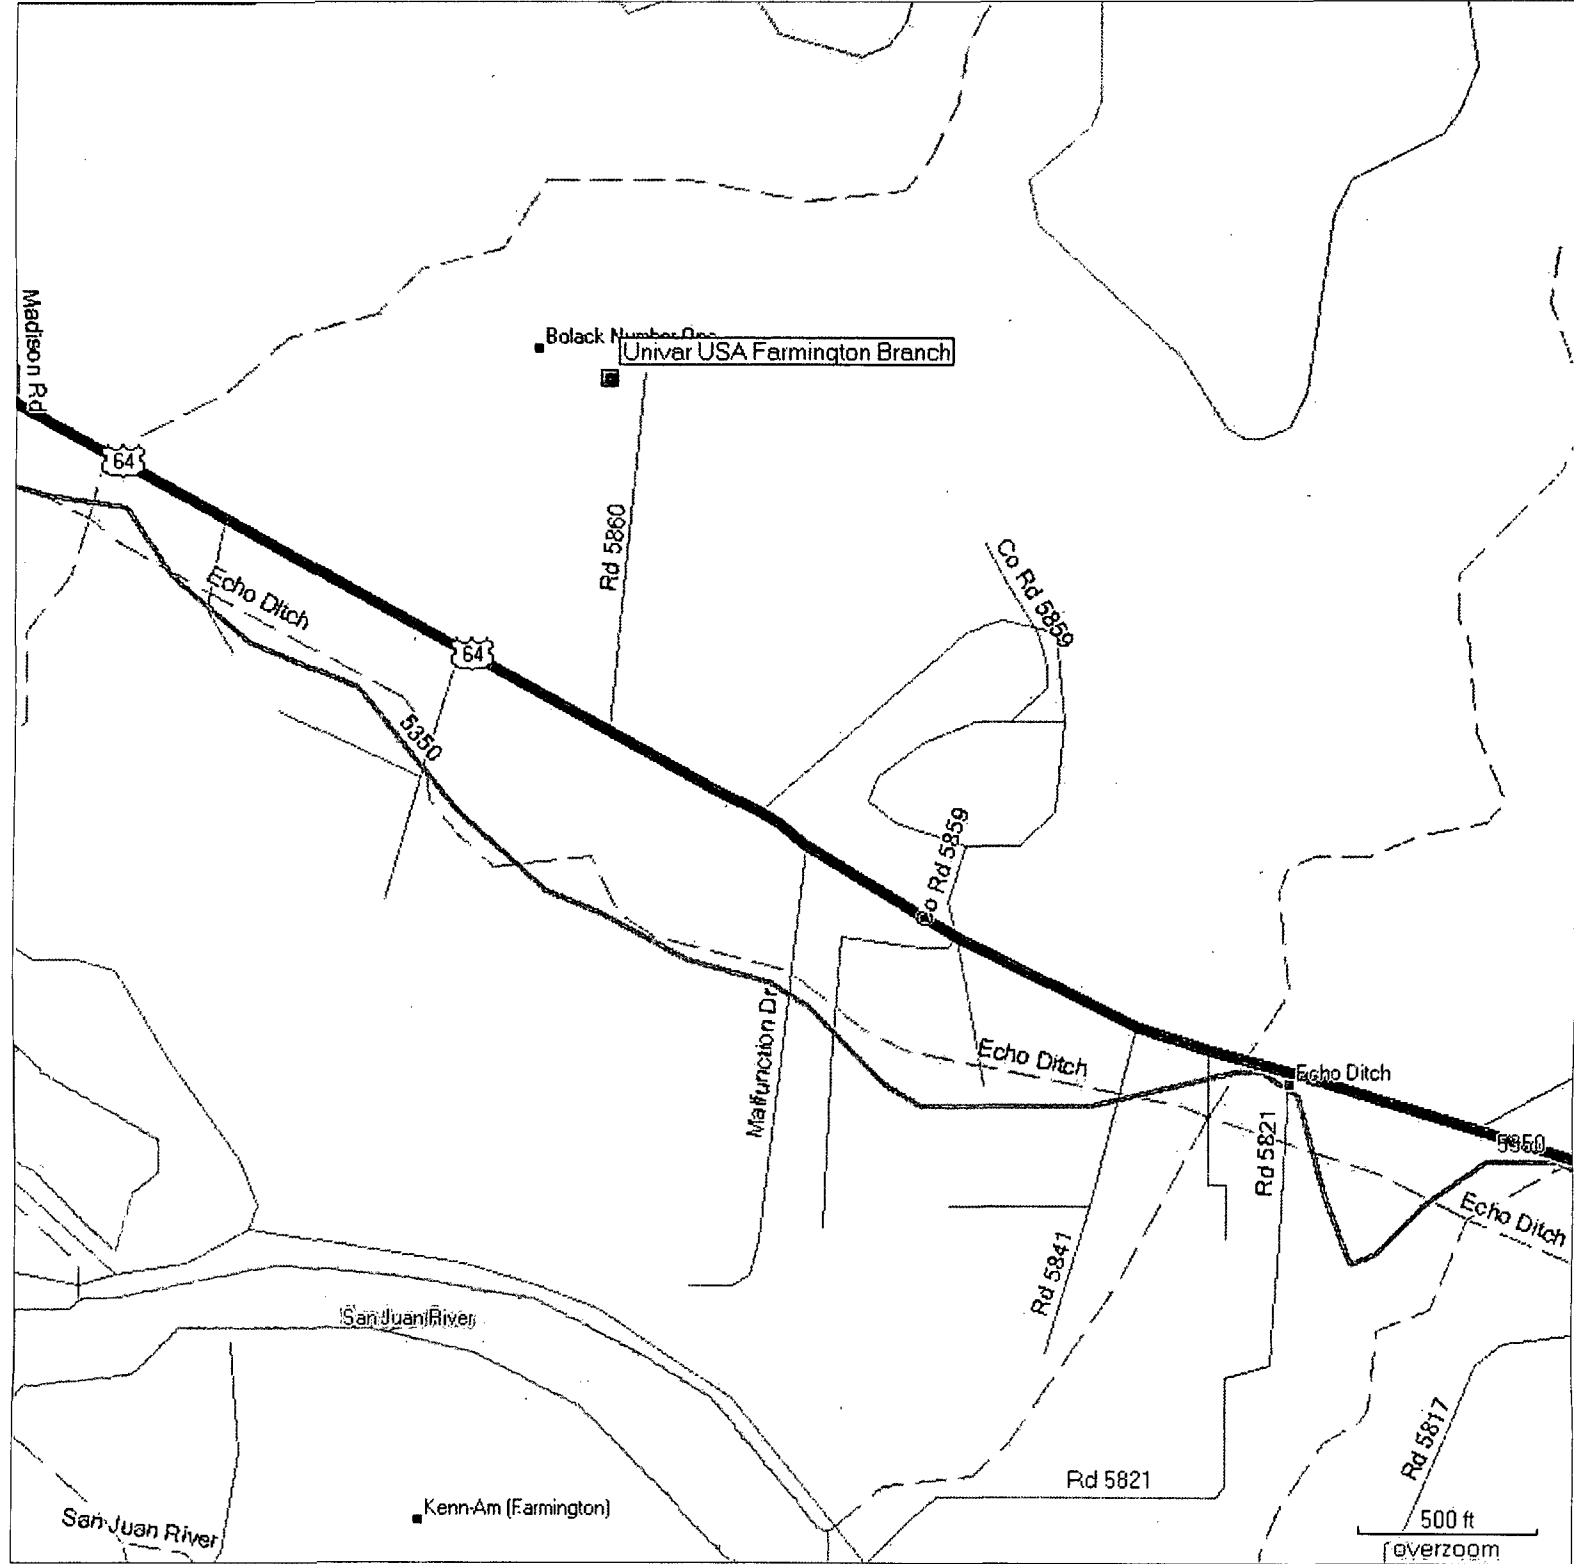 Madison Rd
Bolack Number One
Univar USA Farmington Branch
64
Rd 5860
Echo Ditch
Co Rd 5859
64
5350
Co Rd 5859
Malfunction Dr
Echo Ditch
Echo Ditch
Rd 5821
5350
Echo Ditch
Rd 5841
San Juan River
Rd 5817
Rd 5821
Kenn-Am (Farmington)
San Juan River
500 ft
overzoom